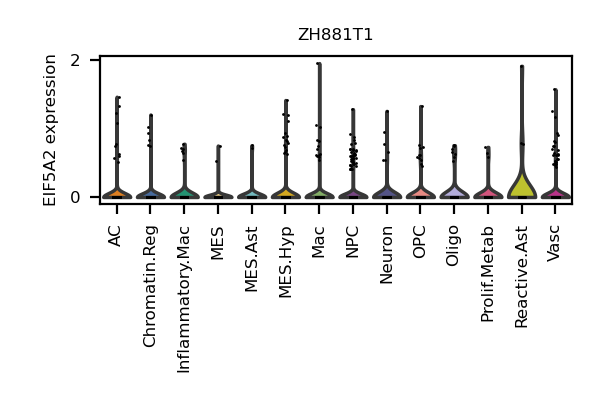 ZH881T1
EIF5A2 expression
2
0
AC
Chromatin.Reg
Inflammatory.Mac
MES
MES.Ast
MES.Hyp
Mac
NPC
Neuron
OPC
Oligo
Prolif.Metab
Reactive.Ast
Vasc